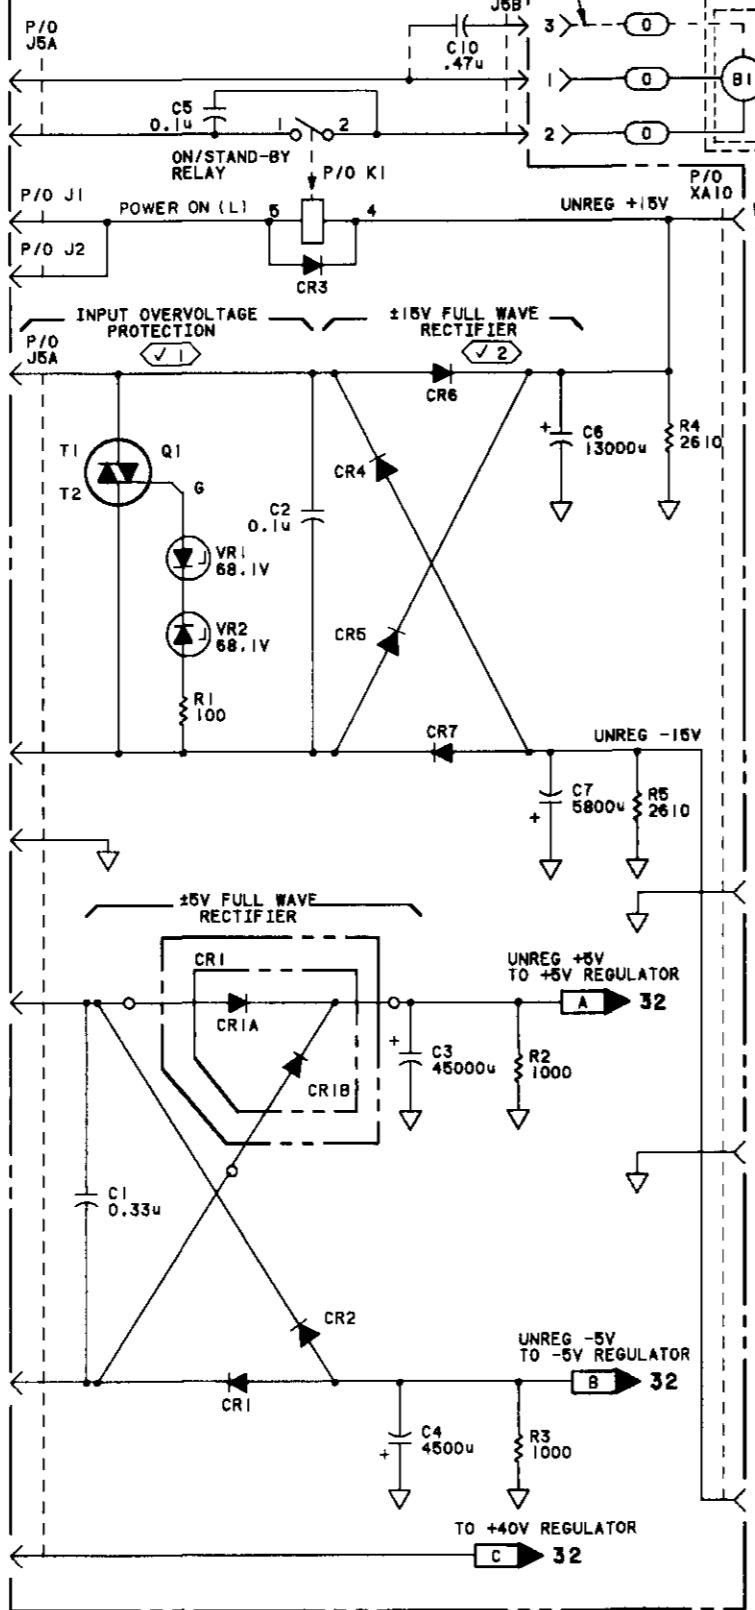 P/O
J5A
J5B
C10
.47u
3
0
1
0
B1
2
0
C5
0.1u
1
2
ON/STAND-BY
RELAY
P/O K1
P/O
XA10
P/O J1
POWER ON (L)
5
4
UNREG +15V
P/O J2
CR3
INPUT OVERVOLTAGE
PROTECTION
√ 1
±15V FULL WAVE
RECTIFIER
√ 2
P/O
J5A
CR6
T1
Q1
T2
G
CR4
C6
13000u
+
R4
2610
C2
0.1u
VR1
68.1V
VR2
68.1V
CR5
R1
100
CR7
UNREG -15V
C7
5800u
+
R5
2610
±5V FULL WAVE
RECTIFIER
CR1
UNREG +5V
TO +5V REGULATOR
A 32
CR1A
+
C3
45000u
R2
1000
CR1B
C1
0.33u
CR2
UNREG -5V
TO -5V REGULATOR
B 32
CR1
C4
4500u
+
R3
1000
TO +40V REGULATOR
C 32